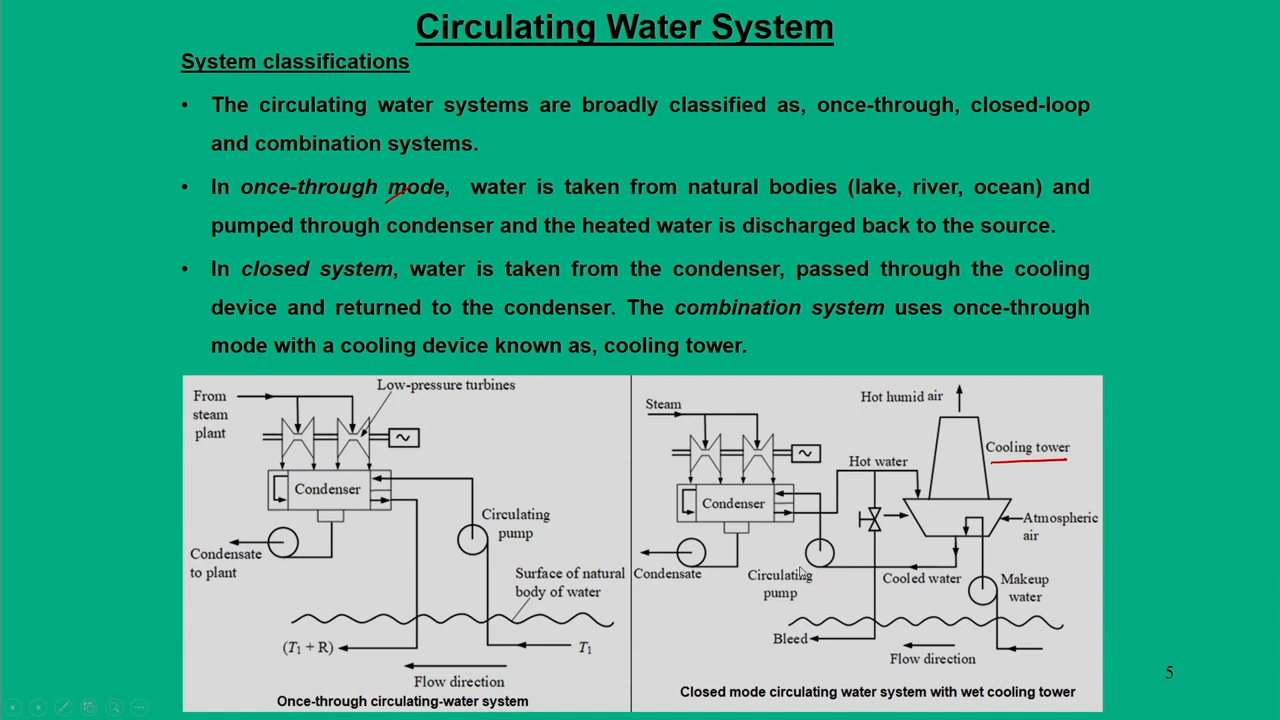 Circulating Water System
System classifications
• The circulating water systems are broadly classified as, once-through, closed-loop
and combination systems.
• In once-through mode, water is taken from natural bodies (lake, river, ocean) and
pumped through condenser and the heated water is discharged back to the source.
• In closed system, water is taken from the condenser, passed through the cooling
device and returned to the condenser. The combination system uses once-through
mode with a cooling device known as, cooling tower.
From
steam
plant
Low-pressure turbines
~
Condenser
Circulating
pump
Condensate
to plant
Surface of natural
body of water
(T1 + R)
T1
Flow direction
Once-through circulating-water system
Steam
Hot humid air
~
Hot water
Cooling tower
Condenser
Atmospheric
air
Condensate
Circulating
pump
Cooled water
Makeup
water
Bleed
Flow direction
Closed mode circulating water system with wet cooling tower
5